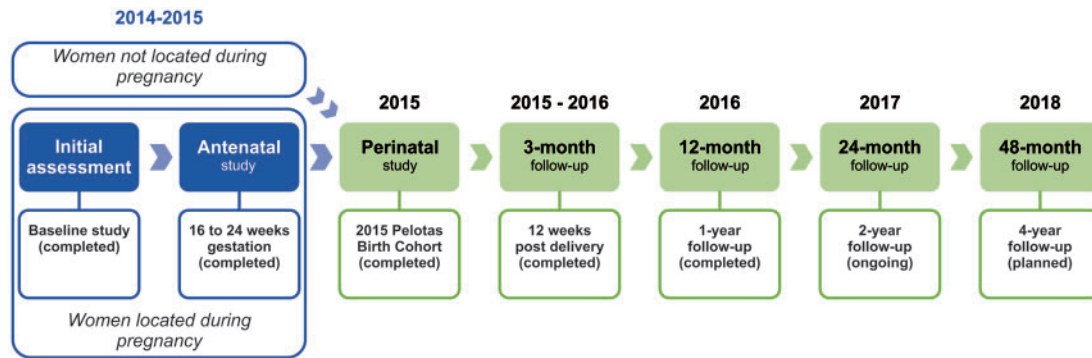 2014-2015
Women not located during
pregnancy
Initial
assessment
Baseline study
(completed)
Antenatal
study
16 to 24 weeks
gestation
(completed)
Women located during
pregnancy
2015
Perinatal
study
2015 Pelotas
Birth Cohort
(completed)
2015 - 2016
3-month
follow-up
12 weeks
post delivery
(completed)
2016
12-month
follow-up
1-year
follow-up
(completed)
2017
24-month
follow-up
2-year
follow-up
(ongoing)
2018
48-month
follow-up
4-year
follow-up
(planned)